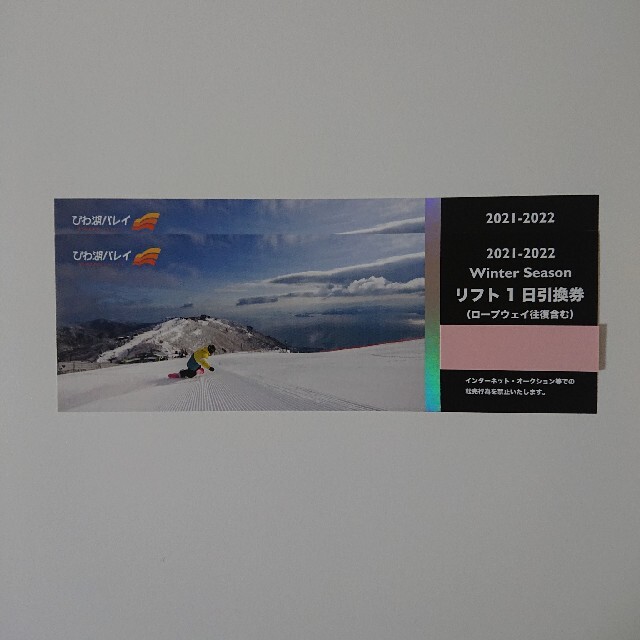 びわ湖バレイ
2021-2022
びわ湖バレイ
2021-2022
Winter Season
リフト1日引換券
(ロープウェイ往復含む)
インターネット・オークション等での
転売行為を禁止いたします。